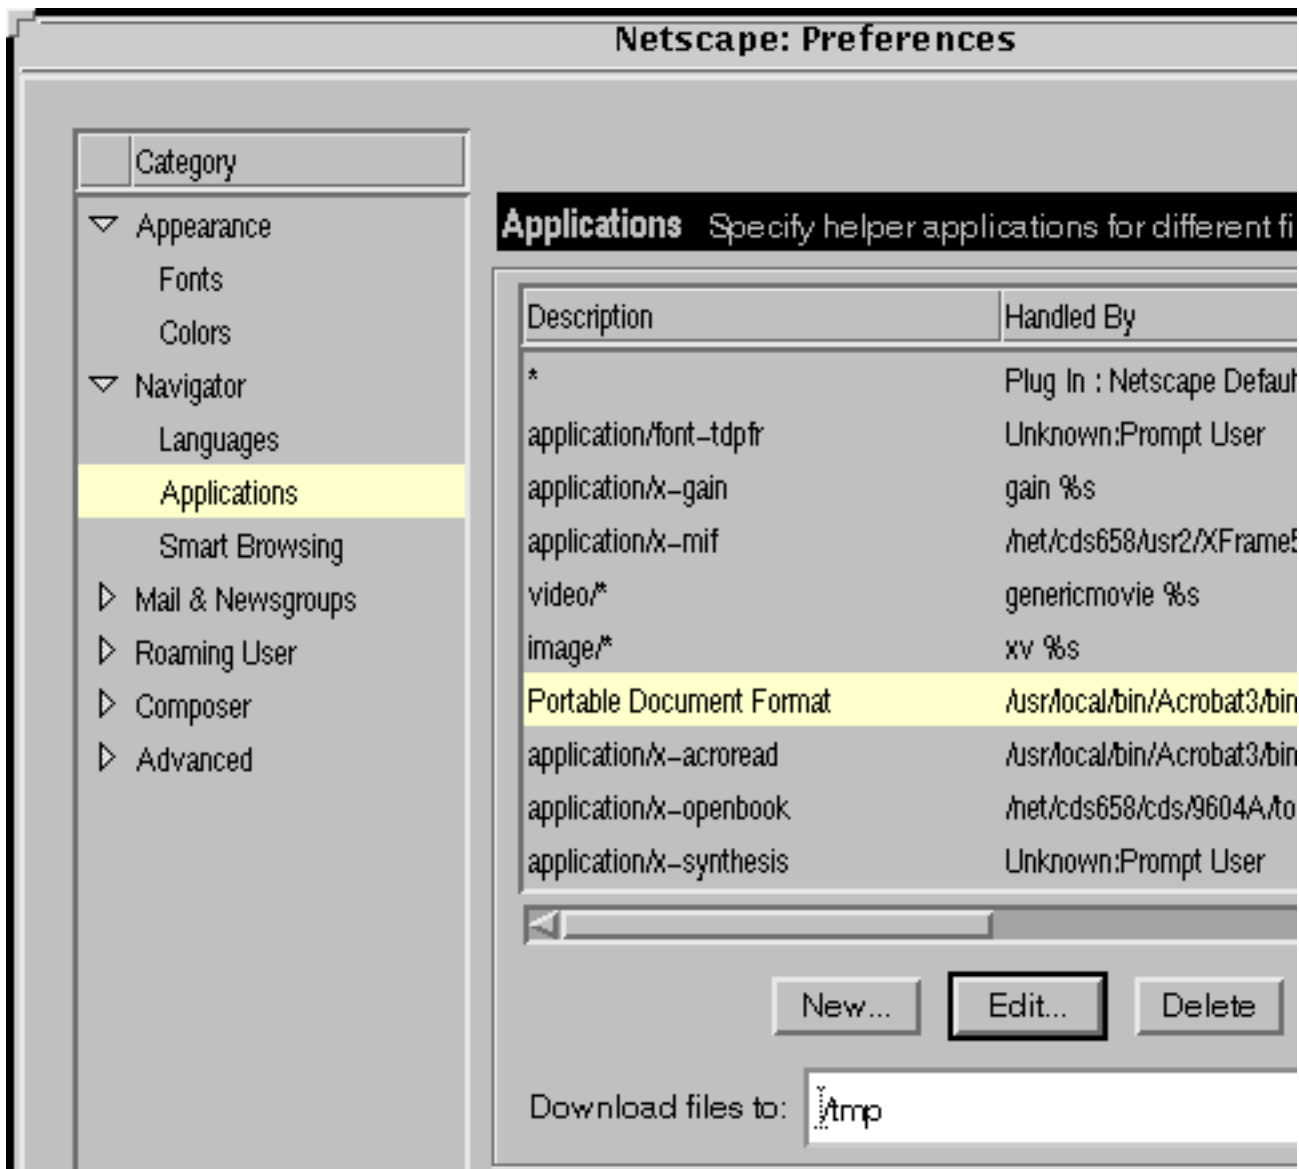 Netscape: Preferences
Category
Appearance
Fonts
Colors
Navigator
Languages
Applications
Smart Browsing
Mail & Newsgroups
Roaming User
Composer
Advanced
Applications Specify helper applications for different fi
Description Handled By
* Plug In : Netscape Defaul
application/font-tdpfr Unknown:Prompt User
application/x-gain gain %s
application/x-mif /net/cds658/usr2/XFrame5
video/* genericmovie %s
image/* xv %s
Portable Document Format /usr/local/bin/Acrobat3/bin
application/x-acroread /usr/local/bin/Acrobat3/bin
application/x-openbook /net/cds658/cds/9604A/to
application/x-synthesis Unknown:Prompt User
New... Edit... Delete
Download files to: /tmp